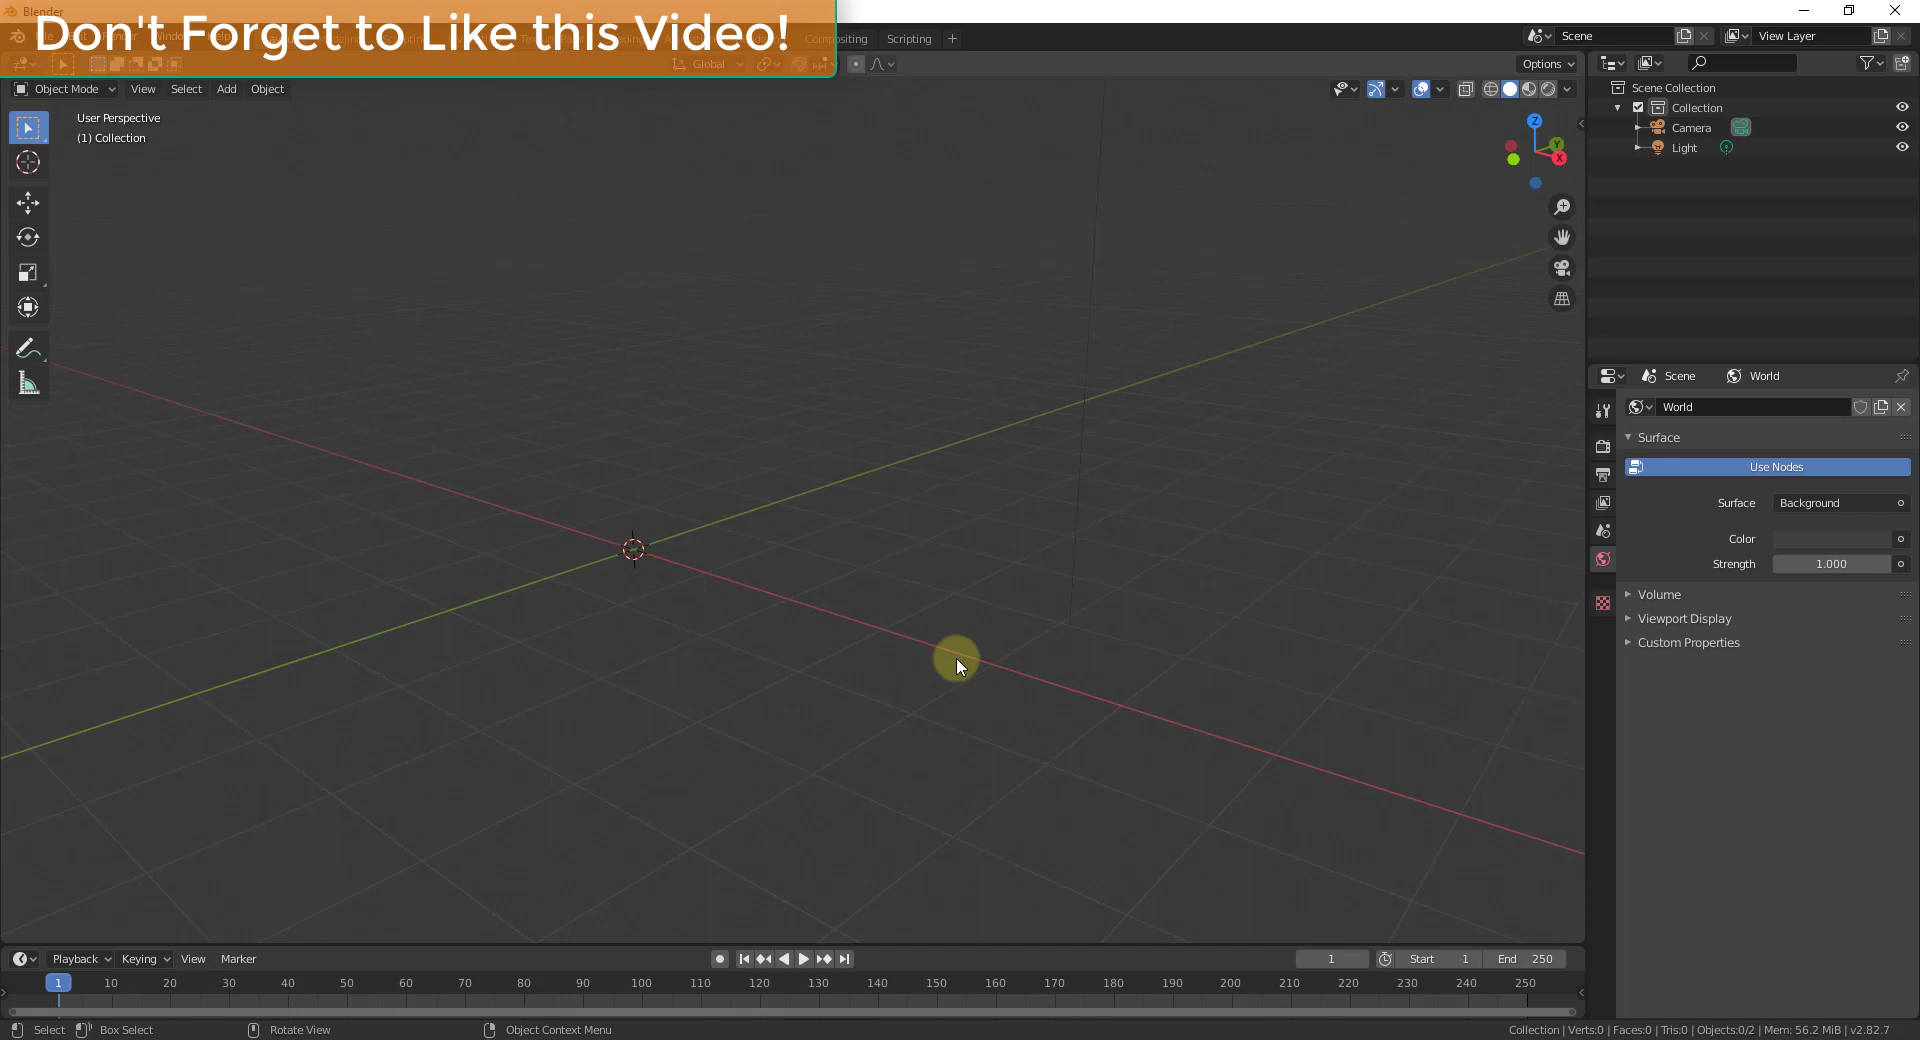 Blender
Don't Forget to Like this Video!
Compositing
Scripting
Scene
View Layer
Global
Options
Object Mode
View
Select
Add
Object
User Perspective
(1) Collection
Z
Y
X
Scene Collection
Collection
Camera
Light
Scene
World
World
Surface
Use Nodes
Surface
Background
Color
Strength
1.000
Volume
Viewport Display
Custom Properties
Playback
Keying
View
Marker
1
Start 1
End 250
1 10 20 30 40 50 60 70 80 90 100 110 120 130 140 150 160 170 180 190 200 210 220 230 240 250
Select
Box Select
Rotate View
Object Context Menu
Collection | Verts:0 | Faces:0 | Tris:0 | Objects:0/2 | Mem: 56.2 MiB | v2.82.7